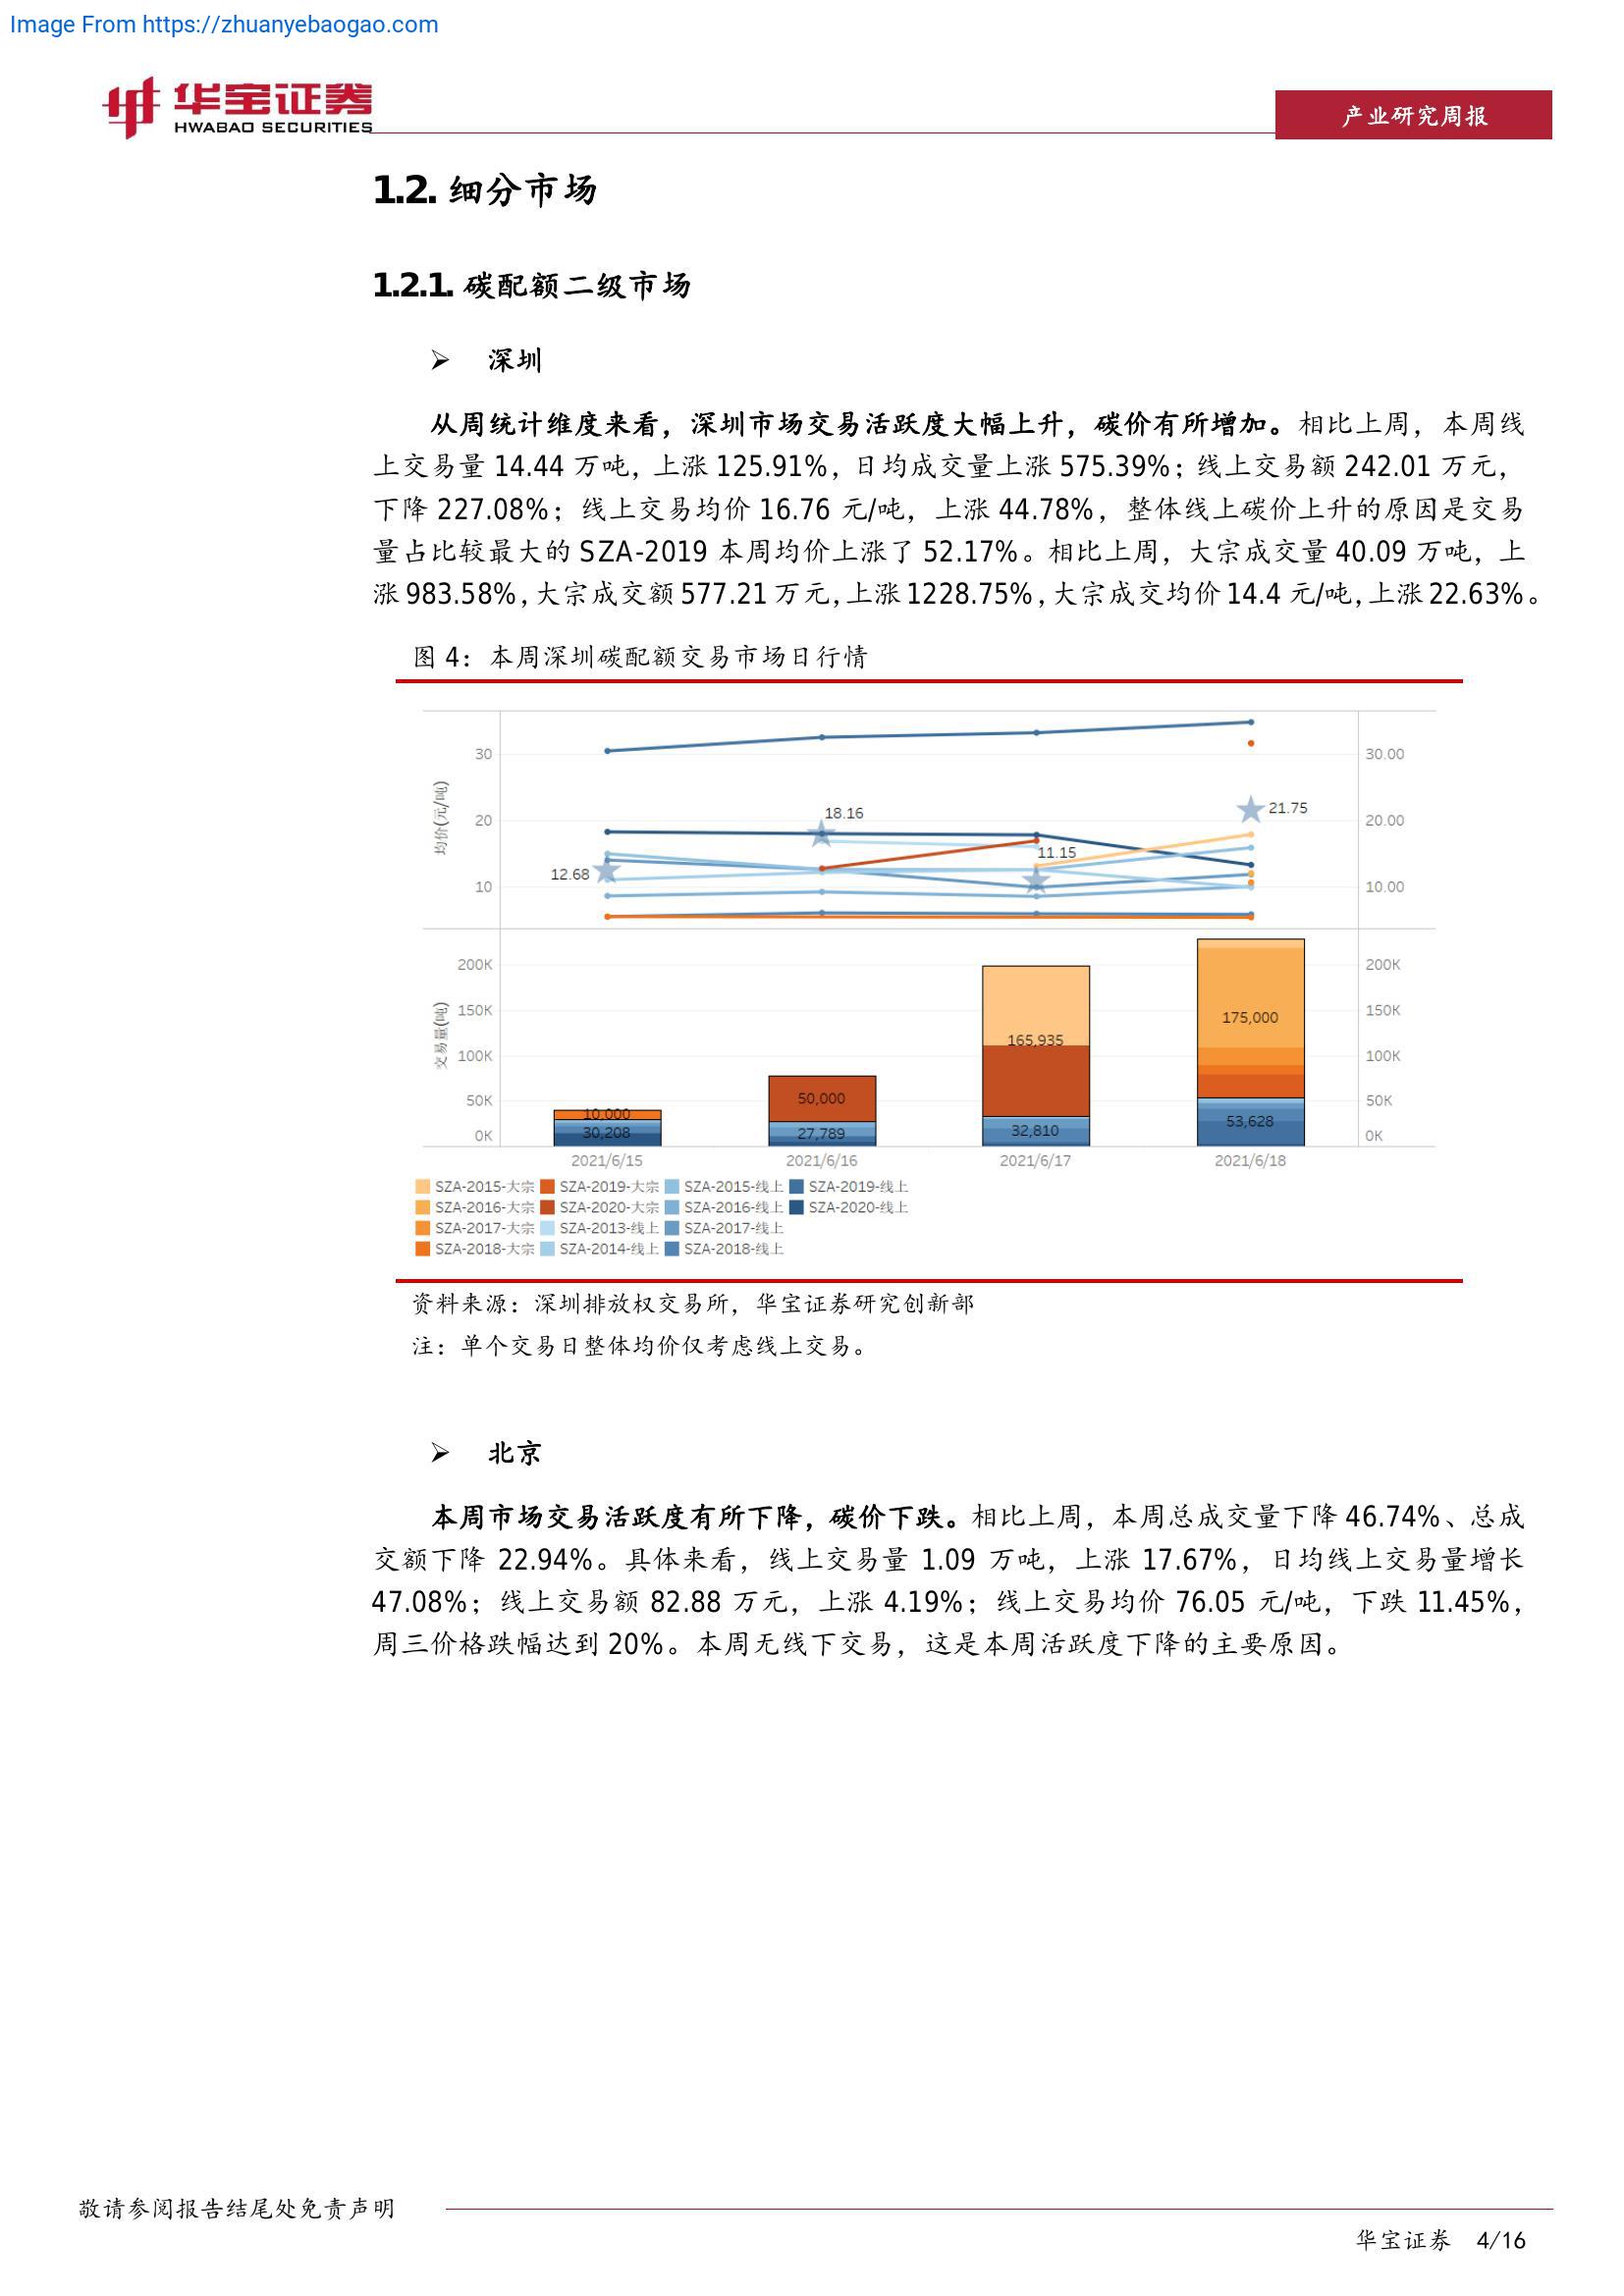 Image From https://zhuanyebaogao.com
华宝证券
HWABAO SECURITIES
产业研究周报
1.2. 细分市场
1.2.1. 碳配额二级市场
➢ 深圳
从周统计维度来看，深圳市场交易活跃度大幅上升，碳价有所增加。相比上周，本周线
上交易量 14.44 万吨，上涨 125.91%，日均成交量上涨 575.39%；线上交易额 242.01 万元，
下降 227.08%；线上交易均价 16.76 元/吨，上涨 44.78%，整体线上碳价上升的原因是交易
量占比较最大的 SZA-2019 本周均价上涨了 52.17%。相比上周，大宗成交量 40.09 万吨，上
涨 983.58%，大宗成交额 577.21 万元，上涨 1228.75%，大宗成交均价 14.4 元/吨，上涨 22.63%。
图 4：本周深圳碳配额交易市场日行情
30 30.00
均价(元/吨)
18.16
21.75
20 20.00
11.15
12.68
10 10.00
200K 200K
交易量(吨)
150K 175,000 150K
165,935
100K 100K
50K 10,000 50,000 50K
30,208 27,789 32,810 53,628
0K 0K
2021/6/15 2021/6/16 2021/6/17 2021/6/18
SZA-2015-大宗 SZA-2019-大宗 SZA-2015-线上 SZA-2019-线上
SZA-2016-大宗 SZA-2020-大宗 SZA-2016-线上 SZA-2020-线上
SZA-2017-大宗 SZA-2013-线上 SZA-2017-线上
SZA-2018-大宗 SZA-2014-线上 SZA-2018-线上
资料来源：深圳排放权交易所，华宝证券研究创新部
注：单个交易日整体均价仅考虑线上交易。
➢ 北京
本周市场交易活跃度有所下降，碳价下跌。相比上周，本周总成交量下降 46.74%、总成
交额下降 22.94%。具体来看，线上交易量 1.09 万吨，上涨 17.67%，日均线上交易量增长
47.08%；线上交易额 82.88 万元，上涨 4.19%；线上交易均价 76.05 元/吨，下跌 11.45%，
周三价格跌幅达到 20%。本周无线下交易，这是本周活跃度下降的主要原因。
敬请参阅报告结尾处免责声明
华宝证券 4/16